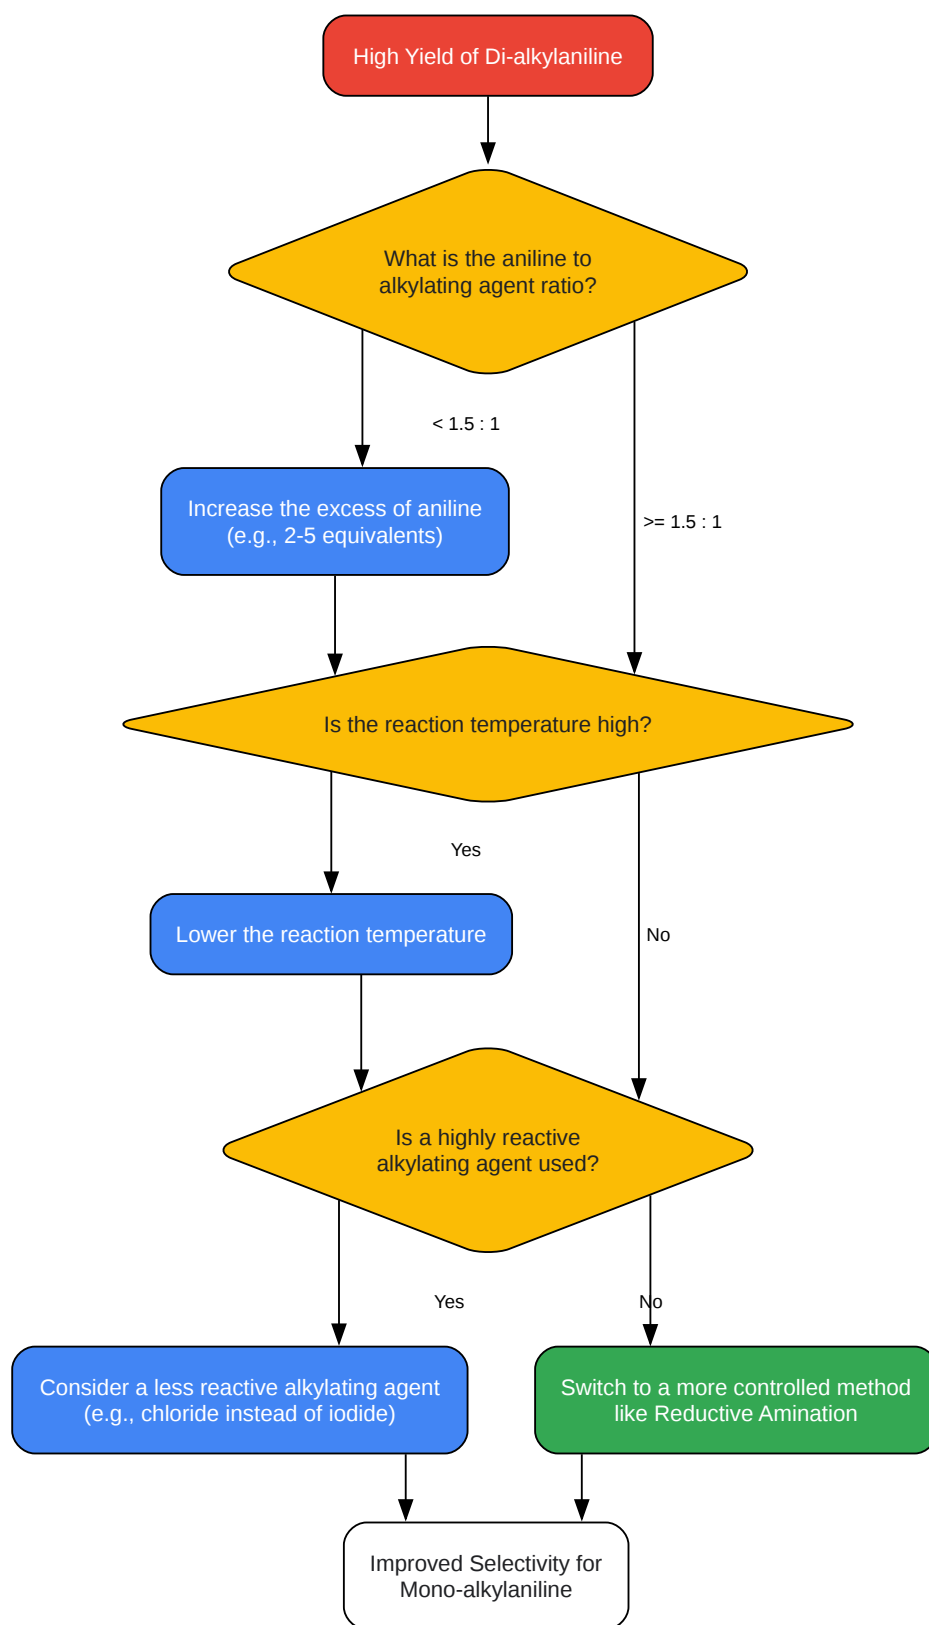 High Yield of Di-alkylaniline
What is the aniline to
alkylating agent ratio?
< 1.5 : 1
Increase the excess of aniline
(e.g., 2-5 equivalents)
>= 1.5 : 1
Is the reaction temperature high?
Yes
Lower the reaction temperature
No
Is a highly reactive
alkylating agent used?
Yes
No
Consider a less reactive alkylating agent
(e.g., chloride instead of iodide)
Switch to a more controlled method
like Reductive Amination
Improved Selectivity for
Mono-alkylaniline